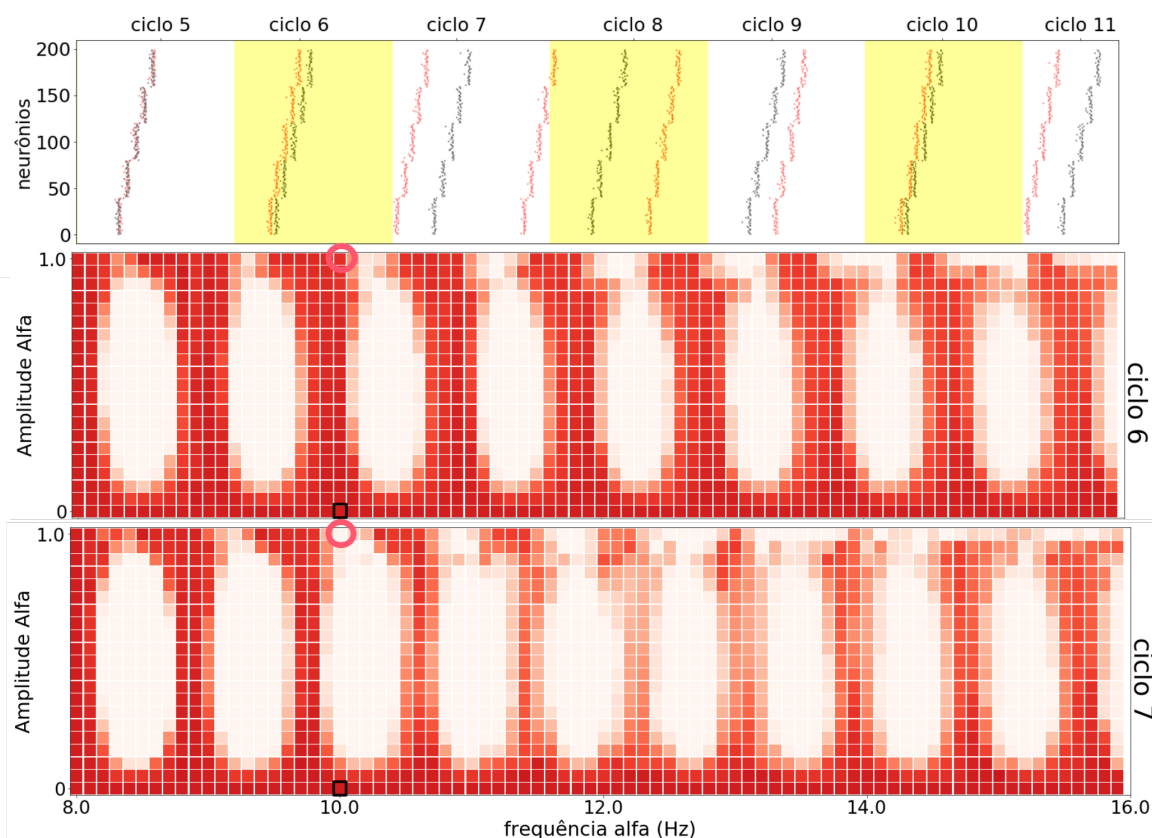 ciclo 5 ciclo 6 ciclo 7 ciclo 8 ciclo 9 ciclo 10 ciclo 11
200
150
100
50
0
neurônios
1.0
0
Amplitude Alfa
ciclo 6
1.0
0
Amplitude Alfa
ciclo 7
8.0 10.0 12.0 14.0 16.0
frequência alfa (Hz)